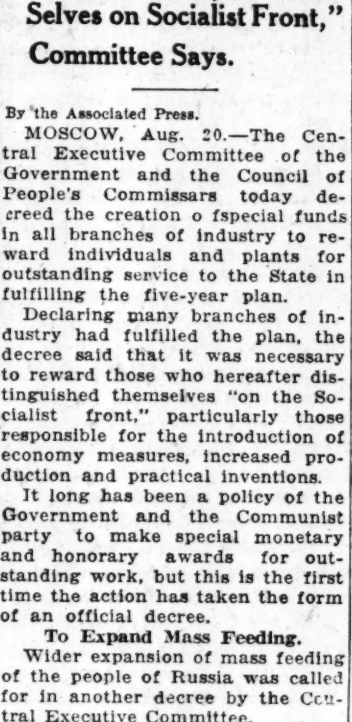 Selves on Socialist Front,"
Committee Says.
By the Associated Press.
MOSCOW, Aug. 20.—The Cen-
tral Executive Committee of the
Government and the Council of
People's Commissars today de-
creed the creation o fspecial funds
in all branches of industry to re-
ward individuals and plants for
outstanding service to the State in
fulfilling the five-year plan.
Declaring many branches of in-
dustry had fulfilled the plan, the
decree said that it was necessary
to reward those who hereafter dis-
tinguished themselves "on the So-
cialist front," particularly those
responsible for the introduction of
economy measures, increased pro-
duction and practical inventions.
It long has been a policy of the
Government and the Communist
party to make special monetary
and honorary awards for out-
standing work, but this is the first
time the action has taken the form
of an official decree.
To Expand Mass Feeding.
Wider expansion of mass feeding
of the people of Russia was called
for in another decree by the Cen-
tral Executive Committee.